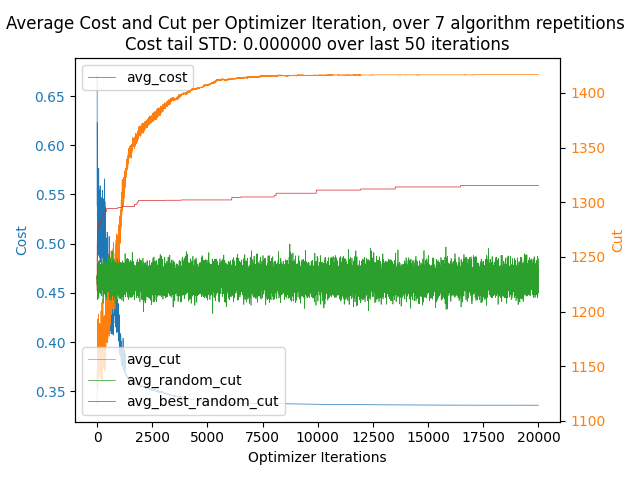 Average Cost and Cut per Optimizer Iteration, over 7 algorithm repetitions
Cost tail STD: 0.000000 over last 50 iterations
avg_cost
0.65
0.60
0.55
0.50
0.45
0.40
0.35
Cost
1400
1350
1300
1250
1200
1150
1100
Cut
avg_cut
avg_random_cut
avg_best_random_cut
0
2500
5000
7500
10000
12500
15000
17500
20000
Optimizer Iterations